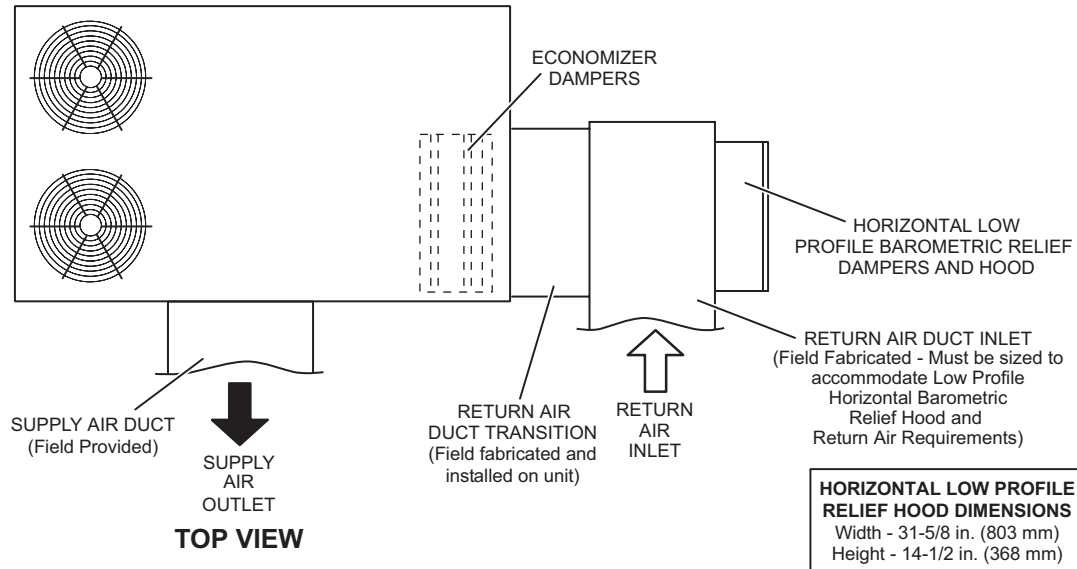 ECONOMIZER
DAMPERS
HORIZONTAL LOW
PROFILE BAROMETRIC RELIEF
DAMPERS AND HOOD
RETURN AIR DUCT INLET
(Field Fabricated - Must be sized to
accommodate Low Profile
Horizontal Barometric
Relief Hood and
Return Air Requirements)
SUPPLY AIR DUCT
(Field Provided)
SUPPLY
AIR
OUTLET
RETURN AIR
DUCT TRANSITION
(Field fabricated and
installed on unit)
RETURN
AIR
INLET
TOP VIEW
HORIZONTAL LOW PROFILE
RELIEF HOOD DIMENSIONS
Width - 31-5/8 in. (803 mm)
Height - 14-1/2 in. (368 mm)